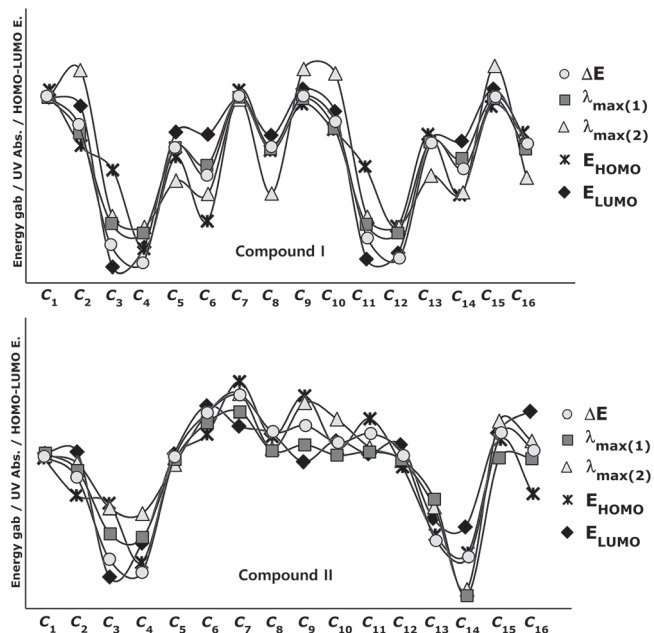 Energy gab / UV Abs. / HOMO-LUMO E.
ΔE
λmax(1)
λmax(2)
EHOMO
ELUMO
Compound I
C1 C2 C3 C4 C5 C6 C7 C8 C9 C10 C11 C12 C13 C14 C15 C16
Energy gab / UV Abs. / HOMO-LUMO E.
ΔE
λmax(1)
λmax(2)
EHOMO
ELUMO
Compound II
C1 C2 C3 C4 C5 C6 C7 C8 C9 C10 C11 C12 C13 C14 C15 C16